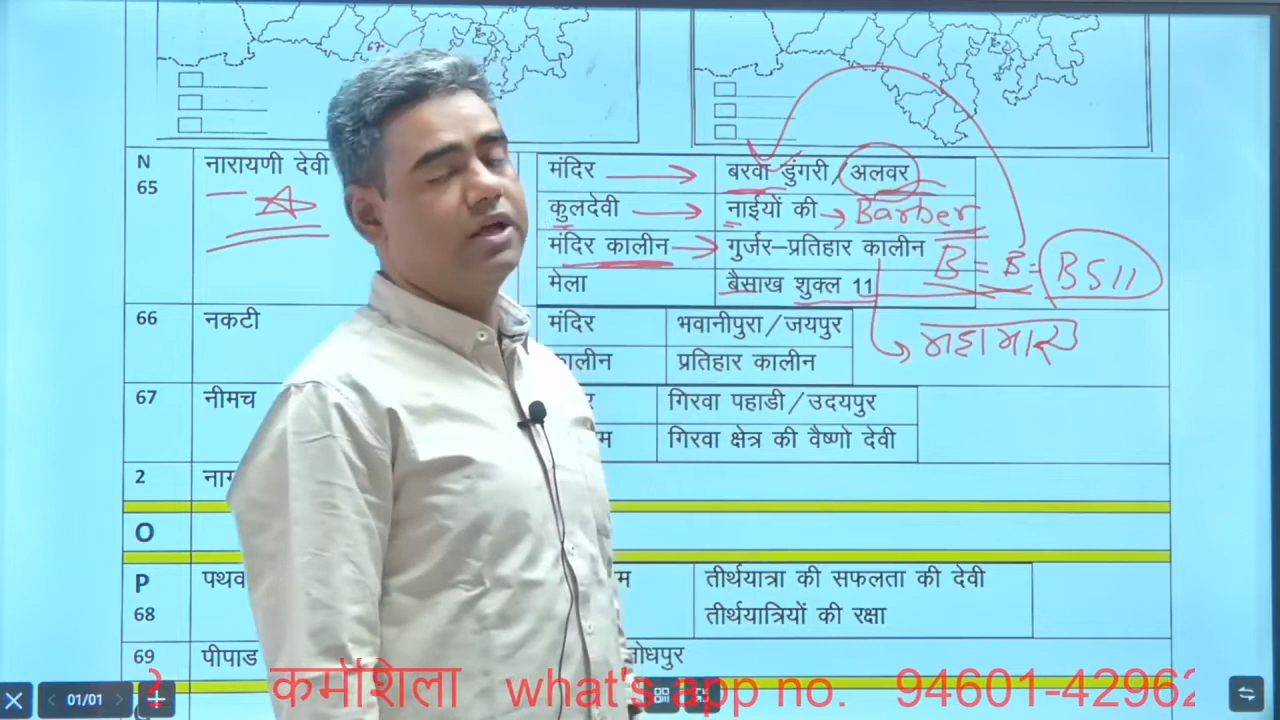 67
N
65
नारायणी देवी
मंदिर → बरवा डुंगरी/अलवर
कुलदेवी → नाईयों की → Barber
मंदिर कालीन → गुर्जर–प्रतिहार कालीन
B = B = BS11
मेला बैसाख शुक्ल 11
66 नकटी
मंदिर भवानीपुरा/जयपुर
कालीन प्रतिहार कालीन
67 नीमच
गिरवा पहाडी/उदयपुर
गिरवा क्षेत्र की वैष्णो देवी
2
O
P
68
तीर्थयात्रा की सफलता की देवी
तीर्थयात्रियों की रक्षा
69 पीपाड जोधपुर
कर्मशिला what's app no. 94601-4296
01/01